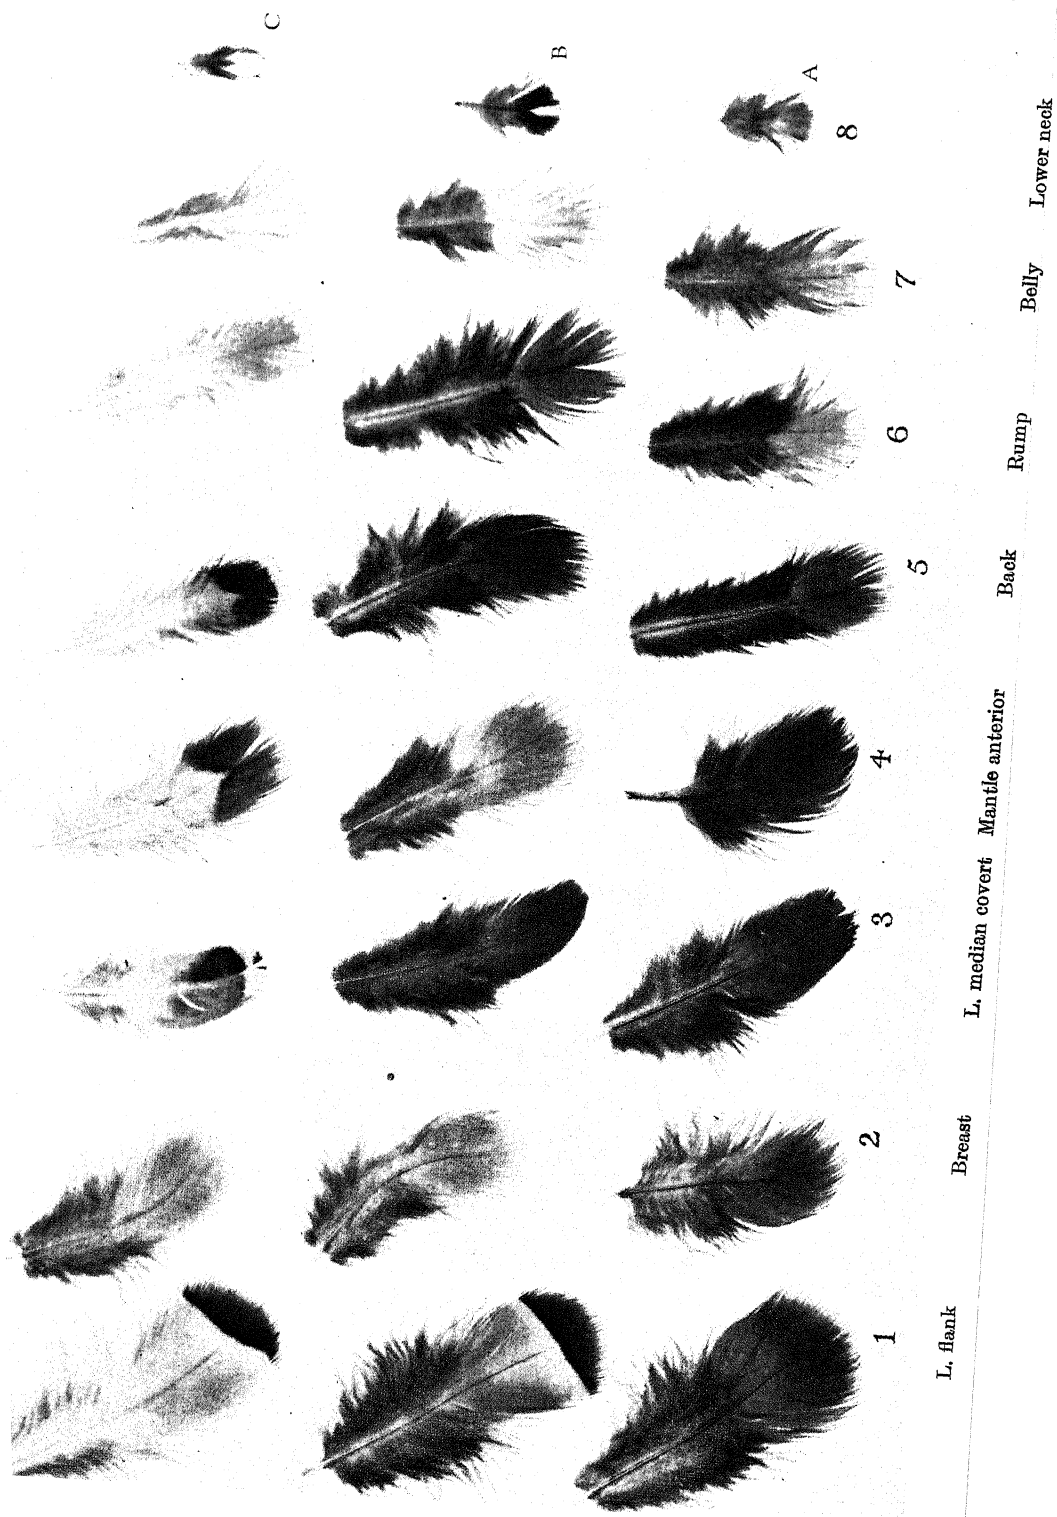 C
B
A
1 2 3 4 5 6 7 8
L. flank Breast L. median covert Mantle anterior Back Rump Belly Lower neck